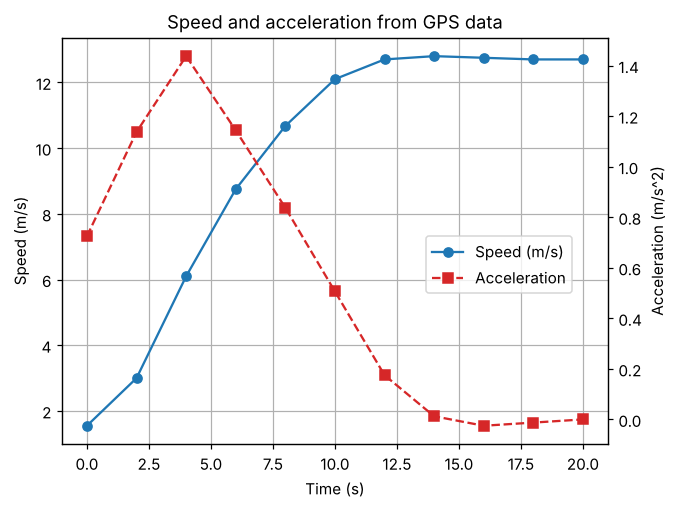 Speed and acceleration from GPS data
12
10
8
6
4
2
Speed (m/s)
1.4
1.2
1.0
0.8
0.6
0.4
0.2
0.0
Acceleration (m/s^2)
Speed (m/s)
Acceleration
0.0 2.5 5.0 7.5 10.0 12.5 15.0 17.5 20.0
Time (s)